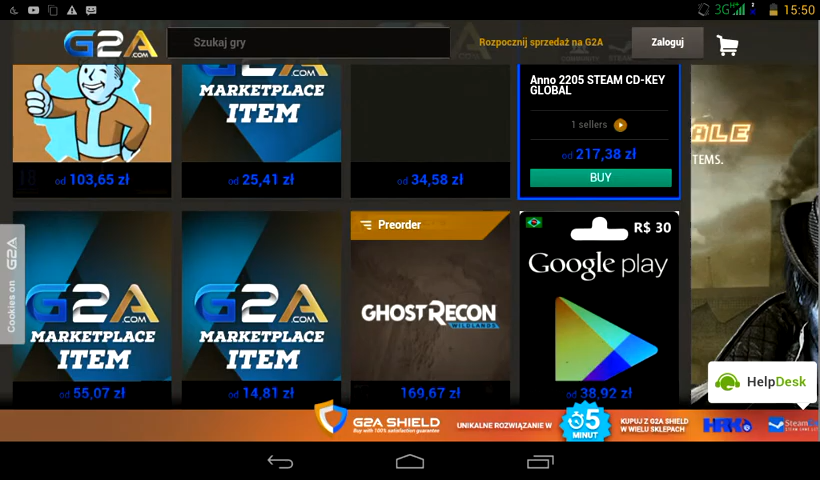 3G
H+
15:50
G2A
.COM
Szukaj gry
Rozpocznij sprzedaż na G2A
Zaloguj
G2A
.COM
MARKETPLACE
ITEM
Anno 2205 STEAM CD-KEY
GLOBAL
1 sellers
od 217,38 zł
BUY
od 103,65 zł
od 25,41 zł
od 34,58 zł
ALE
TEMS.
Cookies on G2A
G2A
.COM
MARKETPLACE
ITEM
od 55,07 zł
G2A
.COM
MARKETPLACE
ITEM
od 14,81 zł
Preorder
GHOST RECON
WILDLANDS
169,67 zł
R$ 30
Google play
od 38,92 zł
HelpDesk
G2A SHIELD
Buy with 100% satisfaction guarantee
UNIKALNE ROZWIĄZANIE W
5
MINUT
KUPUJ Z G2A SHIELD
W WIELU SKLEPACH
HRK
Steam